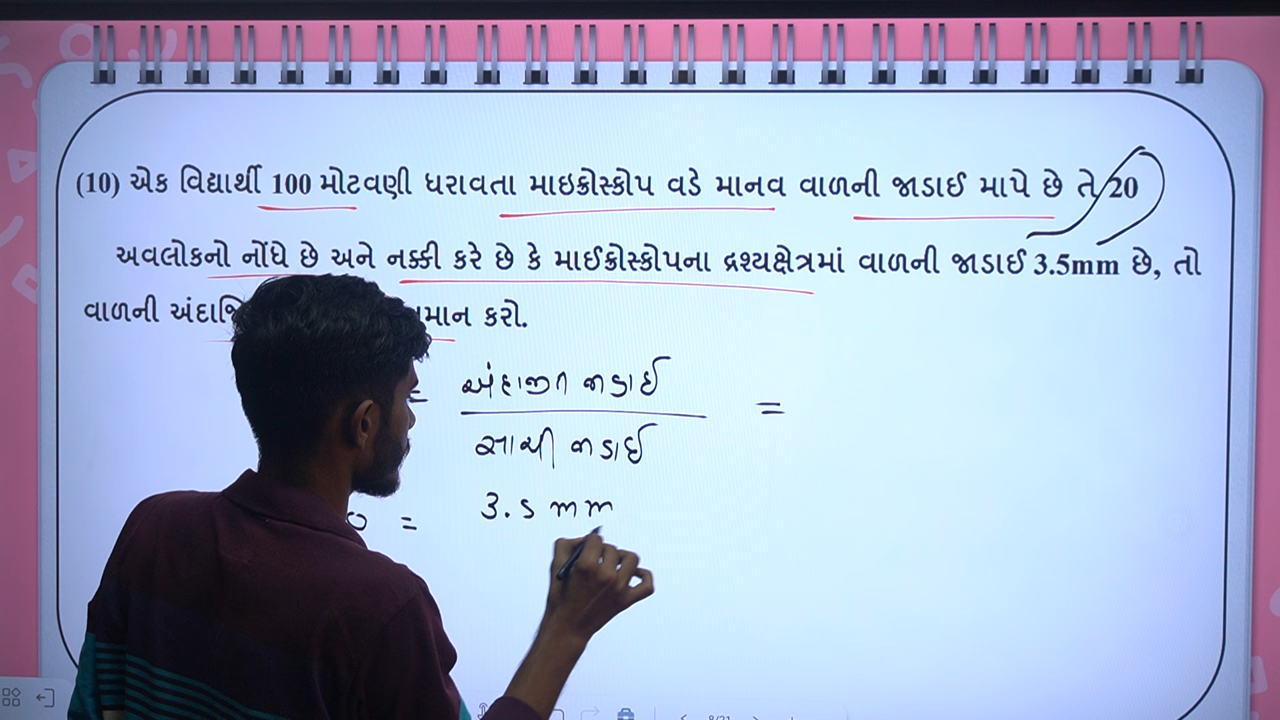 (10) એક વિદ્યાર્થી 100 મોટવણી ધરાવતા માઇક્રોસ્કોપ વડે માનવ વાળની જાડાઈ માપે છે તે 20
અવલોકનો નોંધે છે અને નક્કી કરે છે કે માઈક્રોસ્કોપના દ્રશ્યક્ષેત્રમાં વાળની જાડાઈ 3.5mm છે, તો
વાળની કરો.
= અંદાજીત જાડાઈ =
સાચી જાડાઈ
= 3.5 mm